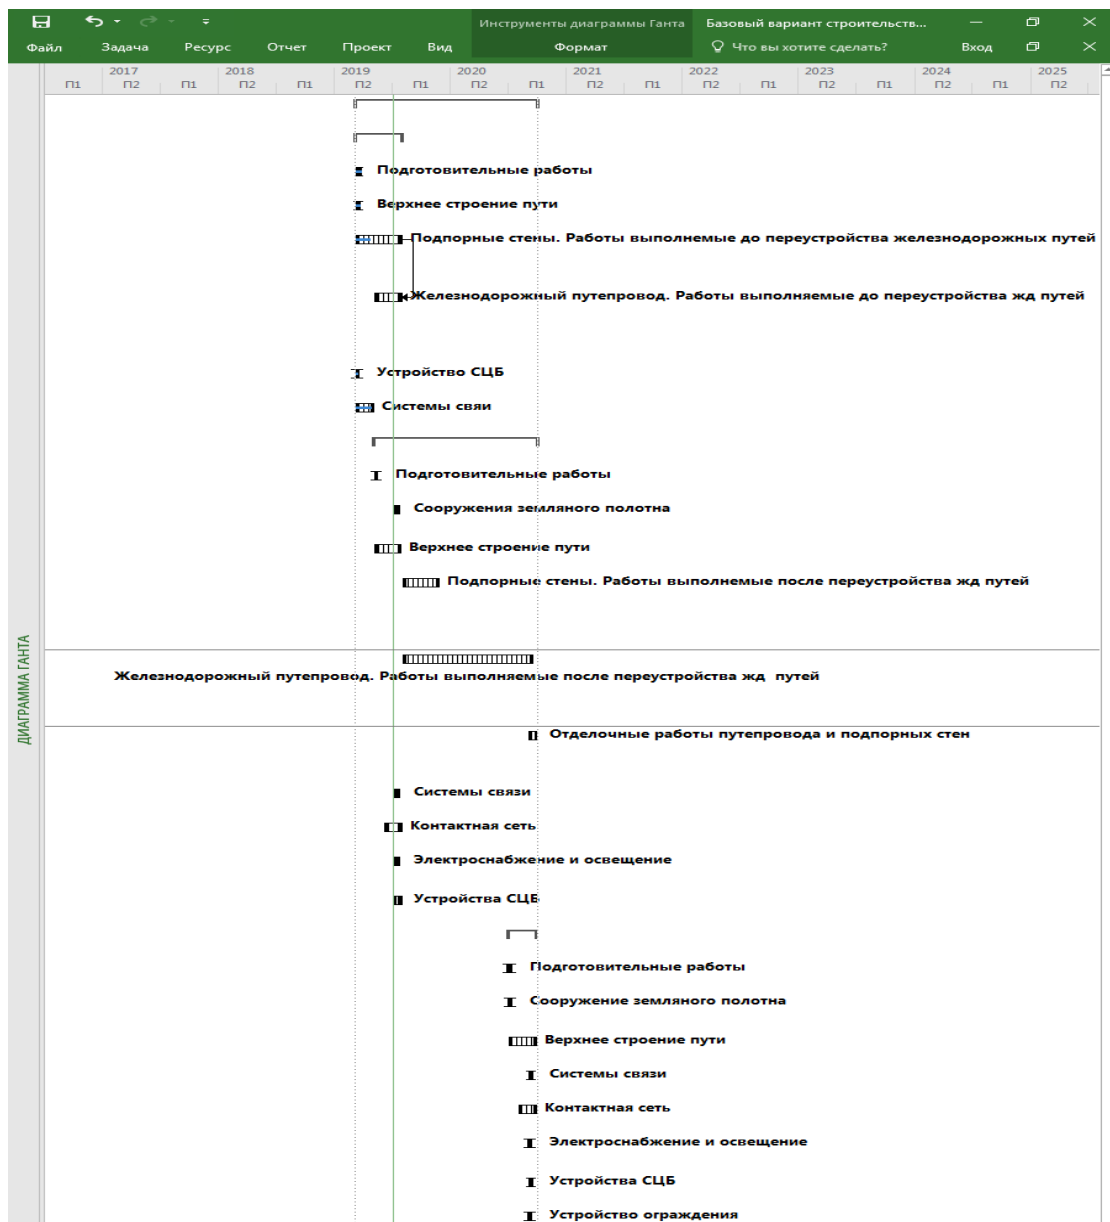 Инструменты диаграммы Ганта Базовый вариант строительств...
Файл Задача Ресурс Отчет Проект Вид Формат Что вы хотите сделать? Вход
2017 2018 2019 2020 2021 2022 2023 2024 2025
П1 П2 П1 П2 П1 П2 П1 П2 П1 П2 П1 П2 П1 П2 П1 П2 П1 П2
Подготовительные работы
Верхнее строение пути
Подпорные стены. Работы выполнемые до переустройства железнодорожных путей
Железнодорожный путепровод. Работы выполняемые до переустройства жд путей
Устройство СЦБ
Системы свяи
Подготовительные работы
Сооружения земляного полотна
Верхнее строение пути
Подпорные стены. Работы выполнемые после переустройства жд путей
ДИАГРАММА ГАНТА
Железнодорожный путепровод. Работы выполняемые после переустройства жд путей
Отделочные работы путепровода и подпорных стен
Системы связи
Контактная сеть
Электроснабжение и освещение
Устройства СЦБ
Подготовительные работы
Сооружение земляного полотна
Верхнее строение пути
Системы связи
Контактная сеть
Электроснабжение и освещение
Устройства СЦБ
Устройство ограждения